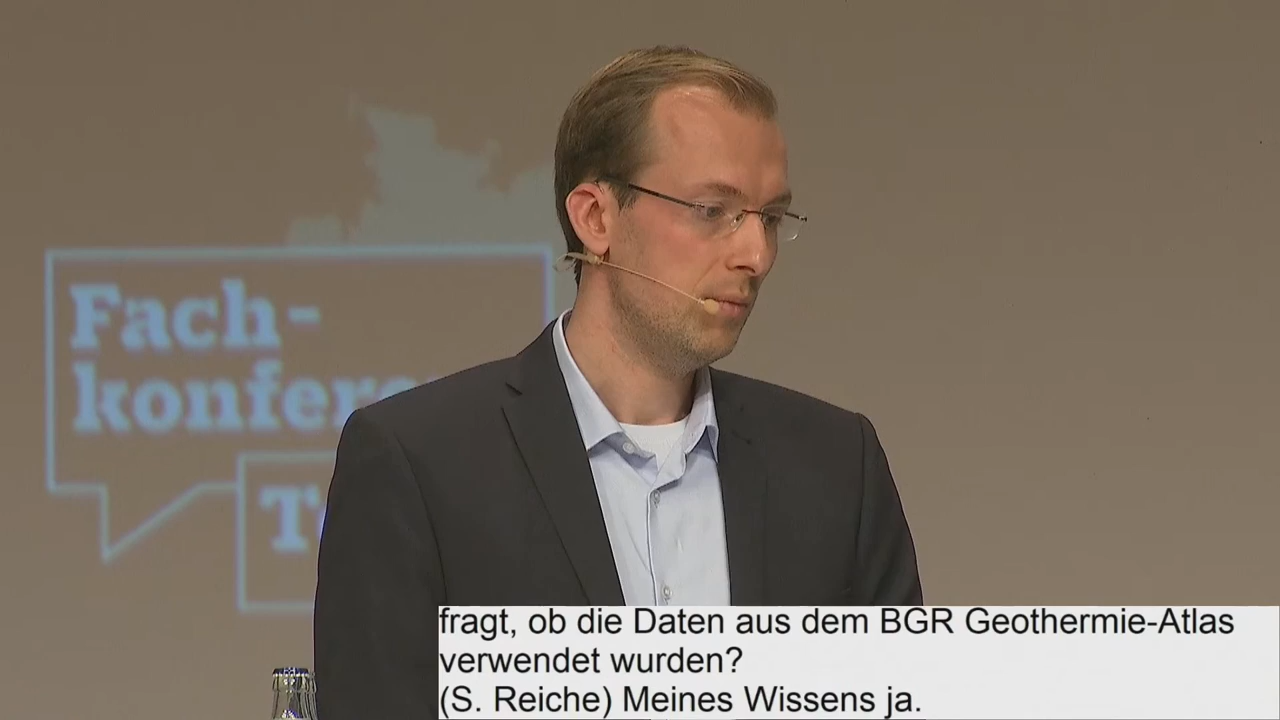 Fach-
konfere
T
fragt, ob die Daten aus dem BGR Geothermie-Atlas
verwendet wurden?
(S. Reiche) Meines Wissens ja.